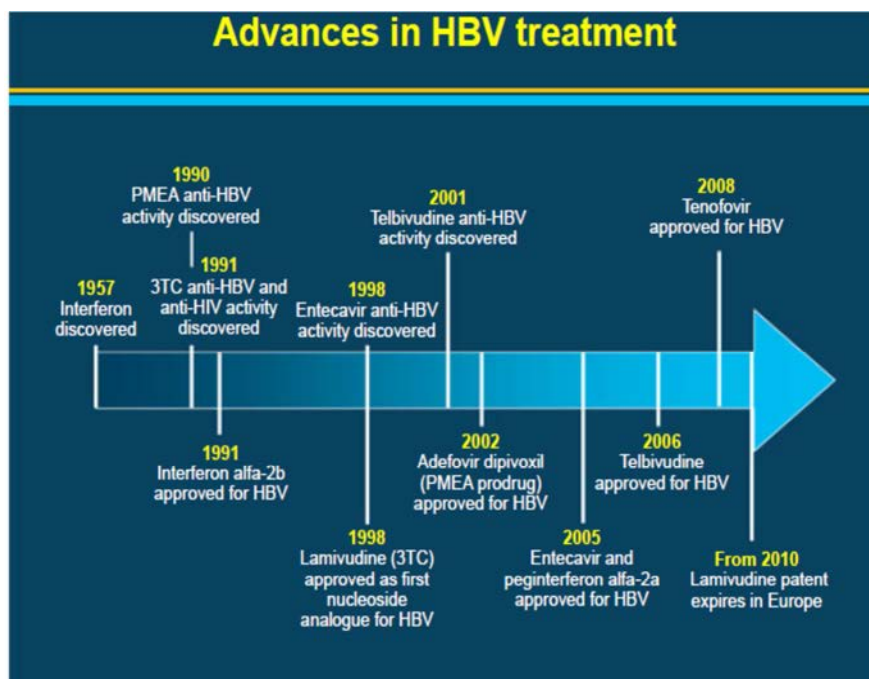 Advances in HBV treatment
1990
PMEA anti-HBV
activity discovered
2001
Telbivudine anti-HBV
activity discovered
2008
Tenofovir
approved for HBV
1957
Interferon
discovered
1991
3TC anti-HBV and
anti-HIV activity
discovered
1998
Entecavir anti-HBV
activity discovered
1991
Interferon alfa-2b
approved for HBV
2002
Adefovir dipivoxil
(PMEA prodrug)
approved for HBV
2006
Telbivudine
approved for HBV
1998
Lamivudine (3TC)
approved as first
nucleoside
analogue for HBV
2005
Entecavir and
peginterferon alfa-2a
approved for HBV
From 2010
Lamivudine patent
expires in Europe